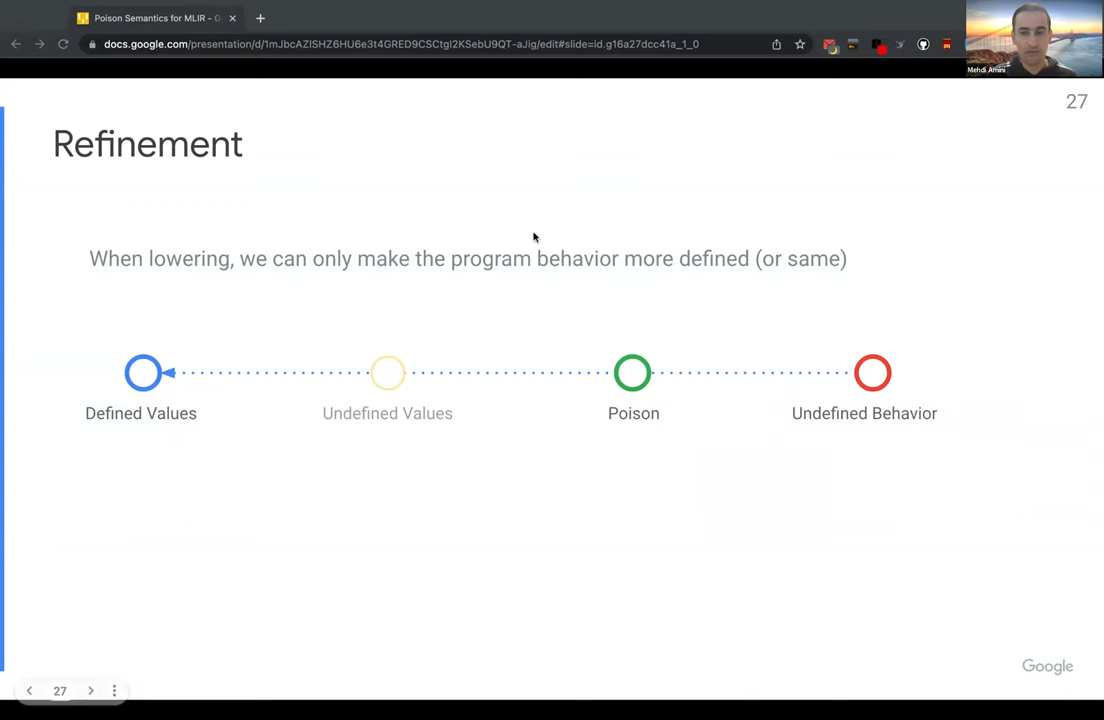 Poison Semantics for MLIR - G
docs.google.com/presentation/d/1mJbcAZlSHZ6HU6e3t4GRED9CSCtgl2KSebU9QT-aJig/edit#slide=id.g16a27dcc41a_1_0
Mehdi Amini
27
Refinement
When lowering, we can only make the program behavior more defined (or same)
Defined Values
Undefined Values
Poison
Undefined Behavior
Google
27